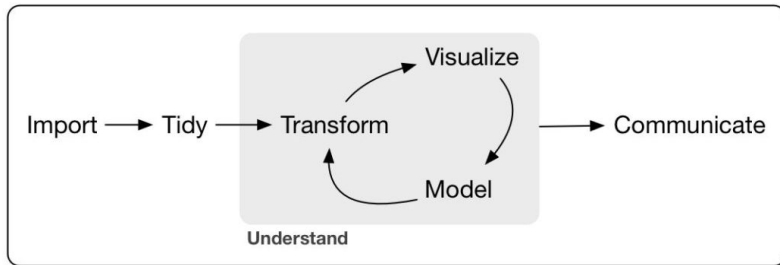 Import
Tidy
Transform
Visualize
Model
Understand
Communicate